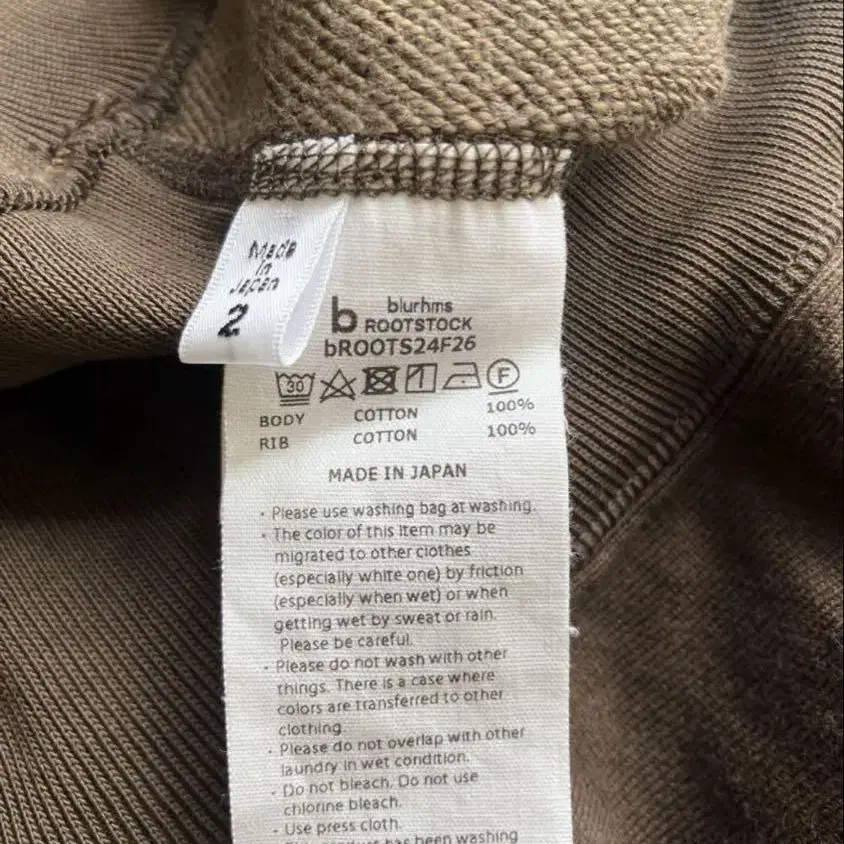 Made
in
Japan
2
b blurhms
ROOTSTOCK
bROOTS24F26
30 F
BODY COTTON 100%
RIB COTTON 100%
MADE IN JAPAN
· Please use washing bag at washing.
· The color of this item may be
migrated to other clothes
(especially white one) by friction
(especially when wet) or when
getting wet by sweat or rain.
Please be careful.
· Please do not wash with other
things. There is a case where
colors are transferred to other
clothing
· Please do not overlap with other
laundry in wet condition.
· Do not bleach. Do not use
chlorine bleach.
· Use press cloth.
has been washing